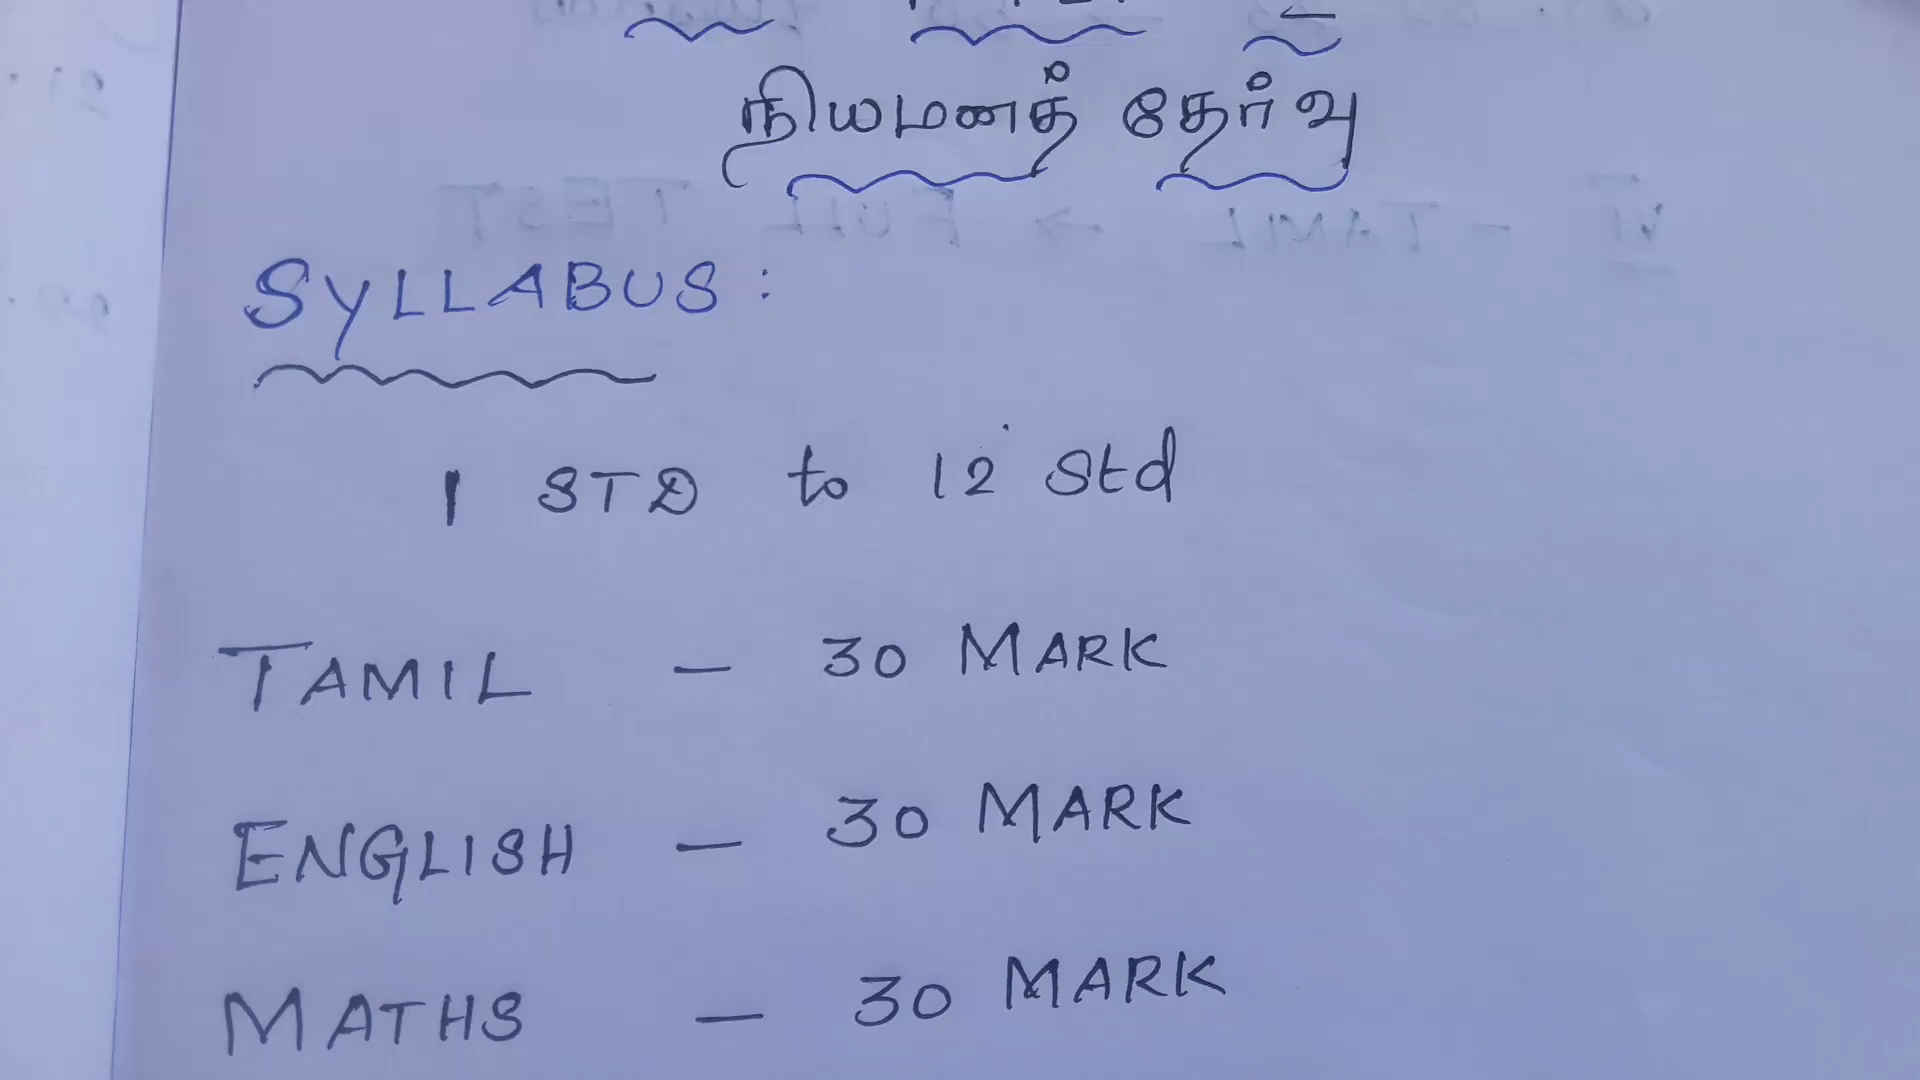 நியமனத் தேர்வு
SYLLABUS :
1 STD to 12 Std
TAMIL – 30 MARK
ENGLISH – 30 MARK
MATHS – 30 MARK